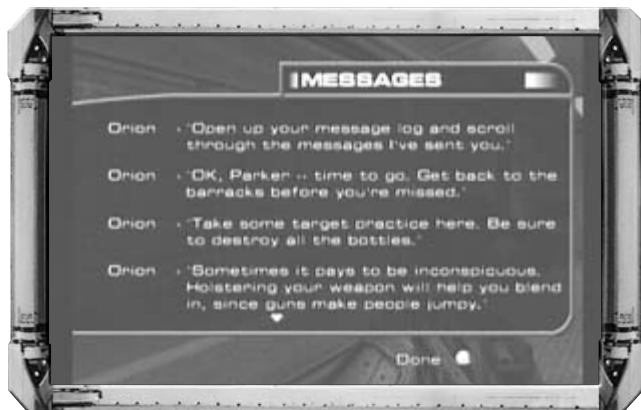 MESSAGES
Orion : "Open up your message log and scroll
through the messages I've sent you."
Orion : "OK, Parker -- time to go. Get back to the
barracks before you're missed."
Orion : "Take some target practice here. Be sure
to destroy all the bottles."
Orion : "Sometimes it pays to be inconspicuous.
Holstering your weapon will help you blend
in, since guns make people jumpy."
Done